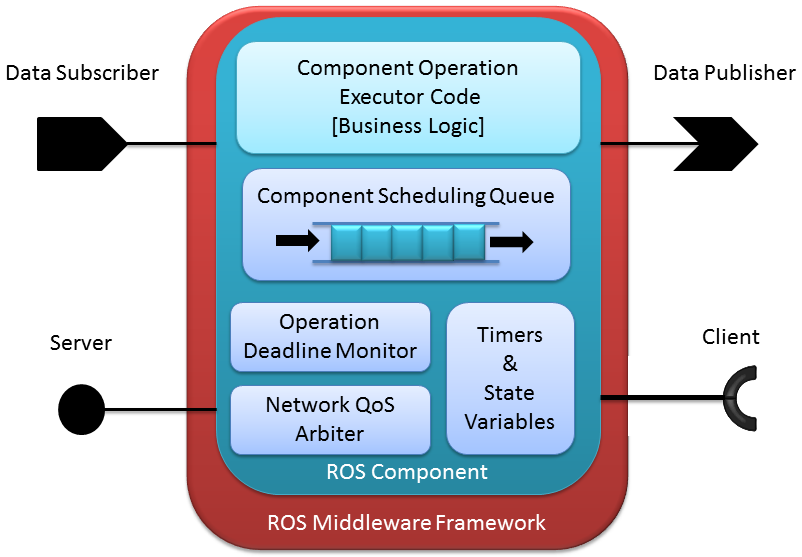 Data Subscriber
Data Publisher
Component Operation
Executor Code
[Business Logic]
Component Scheduling Queue
Server
Client
Operation
Deadline Monitor
Timers
&
State
Variables
Network QoS
Arbiter
ROS Component
ROS Middleware Framework